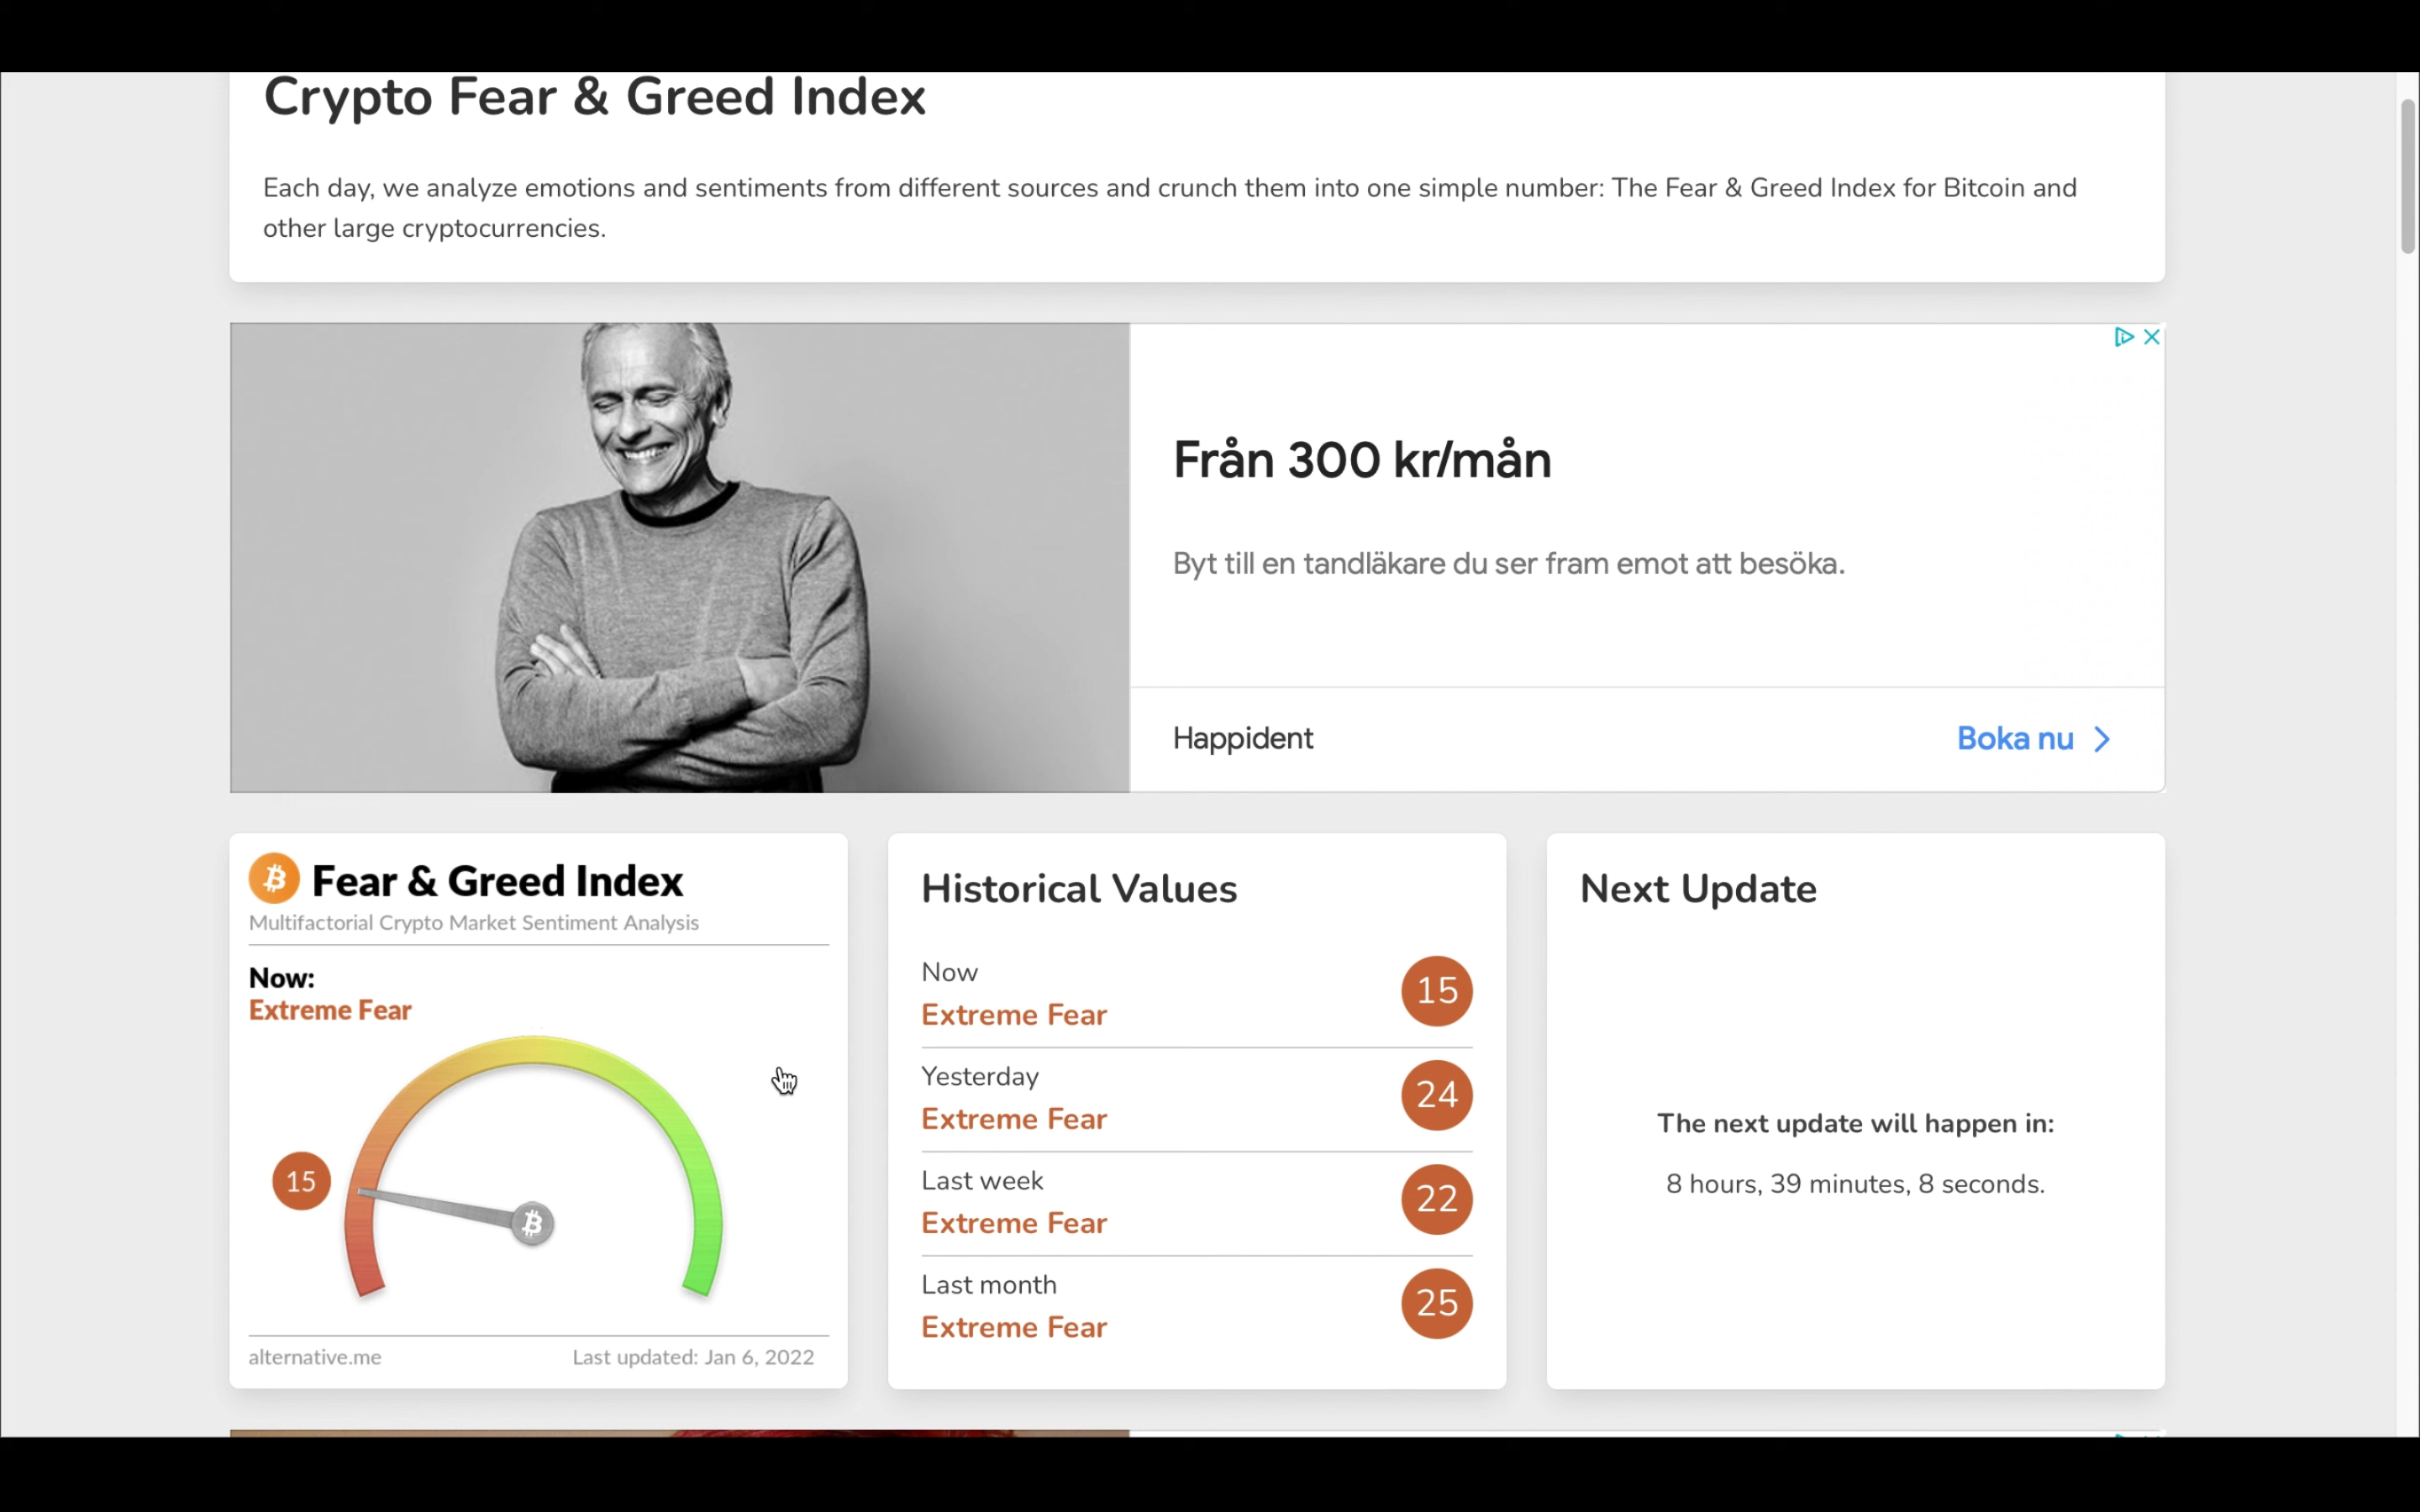 Crypto Fear & Greed Index
Each day, we analyze emotions and sentiments from different sources and crunch them into one simple number: The Fear & Greed Index for Bitcoin and
other large cryptocurrencies.
Från 300 kr/mån
Byt till en tandläkare du ser fram emot att besöka.
Happident
Boka nu
Fear & Greed Index
Multifactorial Crypto Market Sentiment Analysis
Now:
Extreme Fear
15
alternative.me
Last updated: Jan 6, 2022
Historical Values
Now
Extreme Fear
15
Yesterday
Extreme Fear
24
Last week
Extreme Fear
22
Last month
Extreme Fear
25
Next Update
The next update will happen in:
8 hours, 39 minutes, 8 seconds.